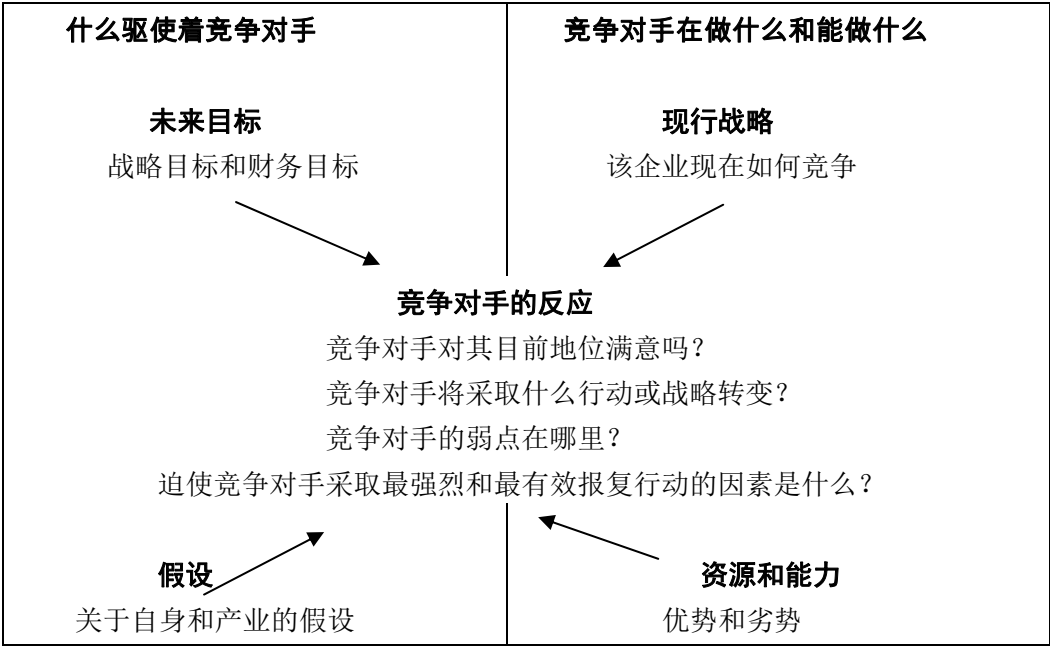 什么驱使着竞争对手
竞争对手在做什么和能做什么
未来目标
现行战略
战略目标和财务目标
该企业现在如何竞争
竞争对手的反应
竞争对手对其目前地位满意吗？
竞争对手将采取什么行动或战略转变？
竞争对手的弱点在哪里？
迫使竞争对手采取最强烈和最有效报复行动的因素是什么？
假设
资源和能力
关于自身和产业的假设
优势和劣势